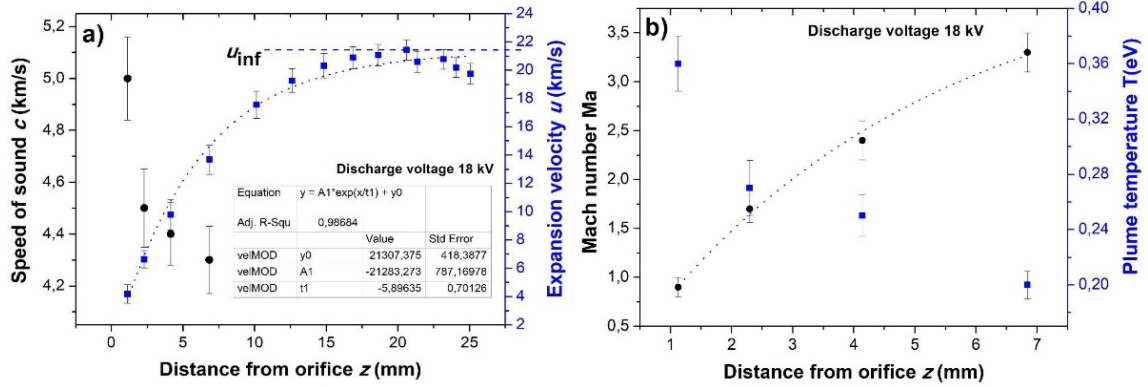 a)
u inf
Discharge voltage 18 kV
Equation y = A1*exp(x/t1) + y0
Adj. R-Squ 0,98684
Value Std Error
velMOD y0 21307,375 418,3877
velMOD A1 -21283,273 787,16978
velMOD t1 -5,89635 0,70126
5,2
5,0
4,8
4,6
4,4
4,2
Speed of sound c (km/s)
0 5 10 15 20 25
Distance from orifice z (mm)
24
22
20
18
16
14
12
10
8
6
4
2
Expansion velocity u (km/s)
b)
Discharge voltage 18 kV
3,5
3,0
2,5
2,0
1,5
1,0
0,5
Mach number Ma
1 2 3 4 5 6 7
Distance from orifice z (mm)
0,40
0,36
0,32
0,28
0,24
0,20
Plume temperature T(eV)